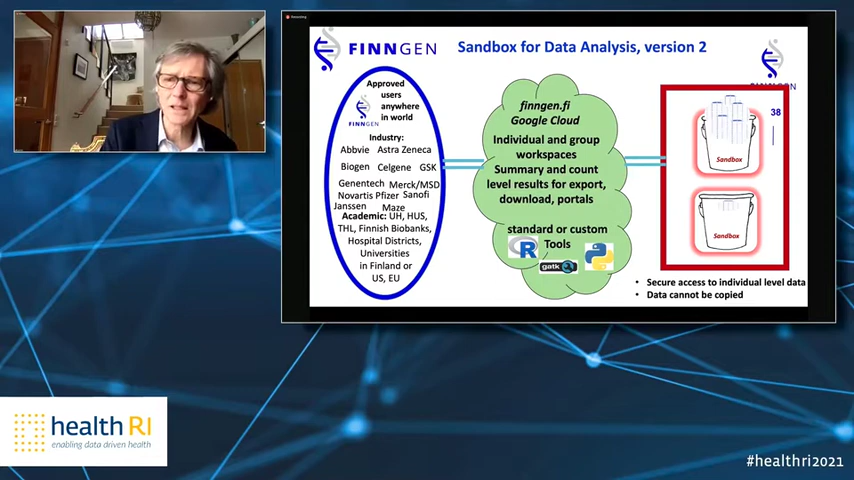 FINNGEN
Sandbox for Data Analysis, version 2
FINNGEN
Approved
users
anywhere
in world
FINNGEN
Industry:
Abbvie Astra Zeneca
Biogen Celgene GSK
Genentech Merck/MSD
Novartis Pfizer Sanofi
Janssen Maze
Academic: UH, HUS,
THL, Finnish Biobanks,
Hospital Districts,
Universities
in Finland or
US, EU
finngen.fi
Google Cloud
Individual and group
workspaces
Summary and count
level results for export,
download, portals
standard or custom
Tools
R
gatk
38
Sandbox
Sandbox
• Secure access to individual level data
• Data cannot be copied
health RI
enabling data driven health
#healthri2021